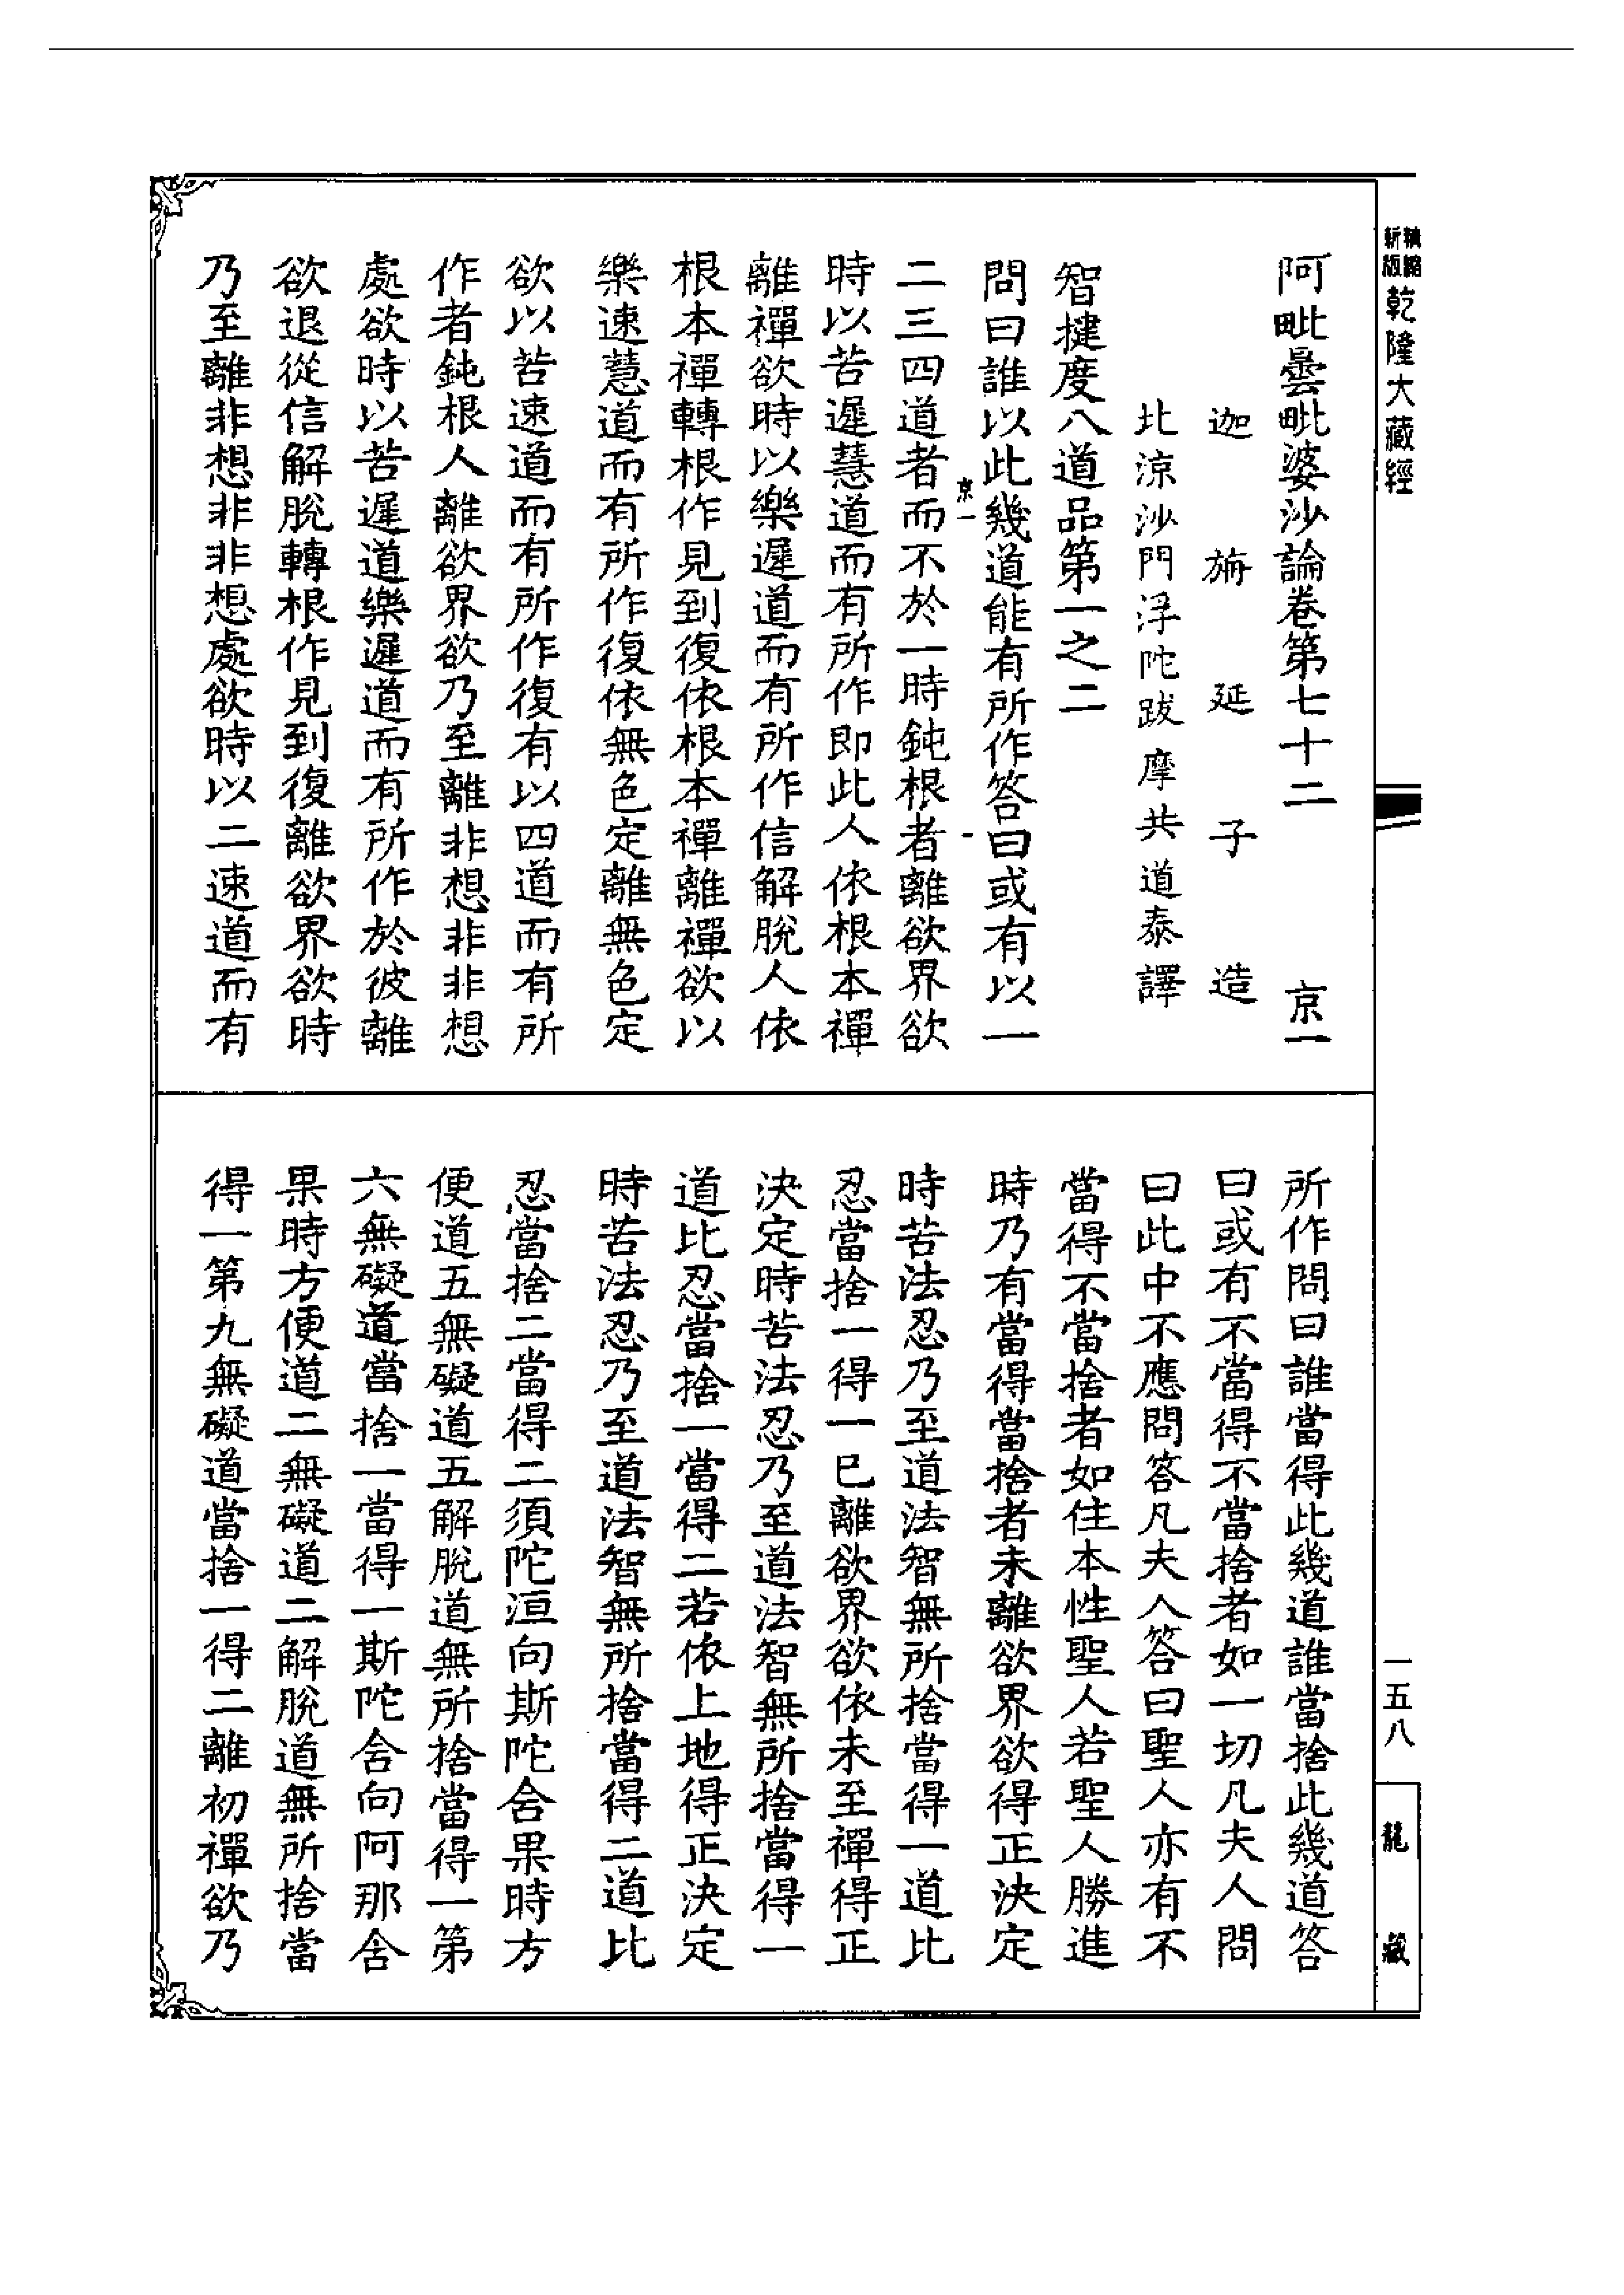 新版精縮乾隆大藏經
阿毗曇毗婆沙論卷第七十二 京一
迦旃延子造
北涼沙門浮陀跋摩共道泰譯
智揵度八道品第一之二
問曰誰以此幾道能有所作答曰或有以一
京一 一
二三四道者而不於一時鈍根者離欲界欲
時以苦遲慧道而有所作即此人依根本禪
離禪欲時以樂遲道而有所作信解脫人依
根本禪轉根作見到復依根本禪離禪欲以
樂速慧道而有所作復依無色定離無色定
欲以苦速道而有所作復有以四道而有所
作者鈍根人離欲界欲乃至離非想非非想
處欲時以苦遲道樂遲道而有所作於彼離
欲退從信解脫轉根作見到復離欲界欲時
乃至離非想非非想處欲時以二速道而有
所作問曰誰當得此幾道誰當捨此幾道答
曰或有不當得不當捨者如一切凡夫人問
曰此中不應問答凡夫人答曰聖人亦有不
當得不當捨者如住本性聖人若聖人勝進
時乃有當得當捨者未離欲界欲得正決定
時苦法忍乃至道法智無所捨當得一道比
忍當捨一得一已離欲界欲依未至禪得正
決定時苦法忍乃至道法智無所捨當得一
道比忍當捨一當得二若依上地得正決定
時苦法忍乃至道法智無所捨當得二道比
忍當捨二當得二須陀洹向斯陀含果時方
便道五無礙道五解脫道無所捨當得一第
六無礙道當捨一當得一斯陀含向阿那含
果時方便道二無礙道二解脫道無所捨當
得一第九無礙道當捨一得二離初禪欲乃
一五八
龍藏